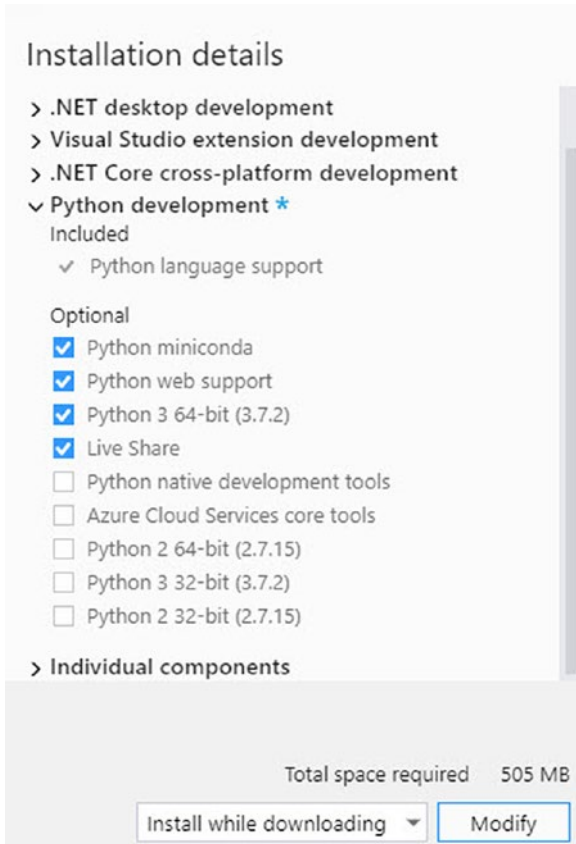 Installation details
.NET desktop development
Visual Studio extension development
.NET Core cross-platform development
Python development *
Included
Python language support
Optional
Python miniconda
Python web support
Python 3 64-bit (3.7.2)
Live Share
Python native development tools
Azure Cloud Services core tools
Python 2 64-bit (2.7.15)
Python 3 32-bit (3.7.2)
Python 2 32-bit (2.7.15)
Individual components
Total space required 505 MB
Install while downloading Modify